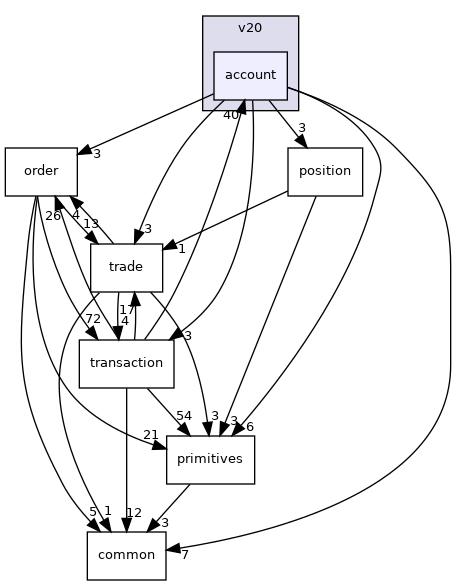 v20
account
40
3
3
order
position
26
4
13
3
1
trade
17
4
72
3
transaction
54
3
3
6
21
primitives
5
1
12
3
common
7